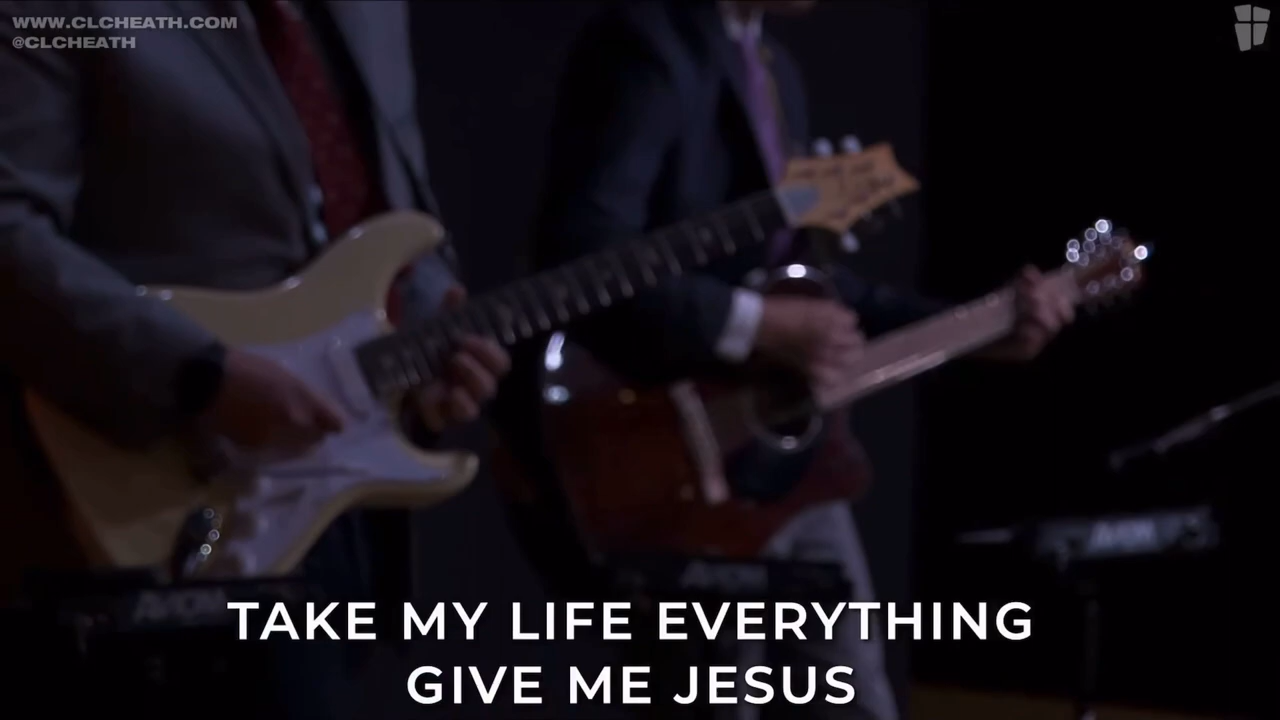 WWW.CLCHEATH.COM
@CLCHEATH
TAKE MY LIFE EVERYTHING
GIVE ME JESUS